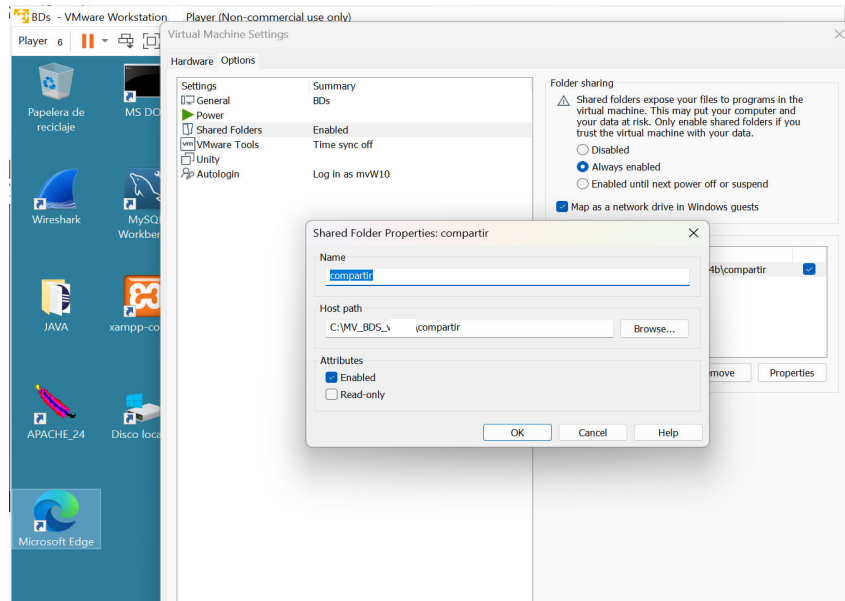 BDs - VMware Workstation Player (Non-commercial use only)
Player 6
Virtual Machine Settings
Hardware Options
Settings Summary
General BDs
Power
Shared Folders Enabled
VMware Tools Time sync off
Unity
Autologin Log in as mvW10
Folder sharing
Shared folders expose your files to programs in the
virtual machine. This may put your computer and
your data at risk. Only enable shared folders if you
trust the virtual machine with your data.
Disabled
Always enabled
Enabled until next power off or suspend
Map as a network drive in Windows guests
4b\compartir
emove Properties
Shared Folder Properties: compartir
Name
compartir
Host path
C:\MV_BDS_v \compartir
Browse...
Attributes
Enabled
Read-only
OK Cancel Help
Papelera de
reciclaje
MS DO
Wireshark
MySQ
Workber
JAVA
xampp-co
APACHE_24
Disco loca
Microsoft Edge